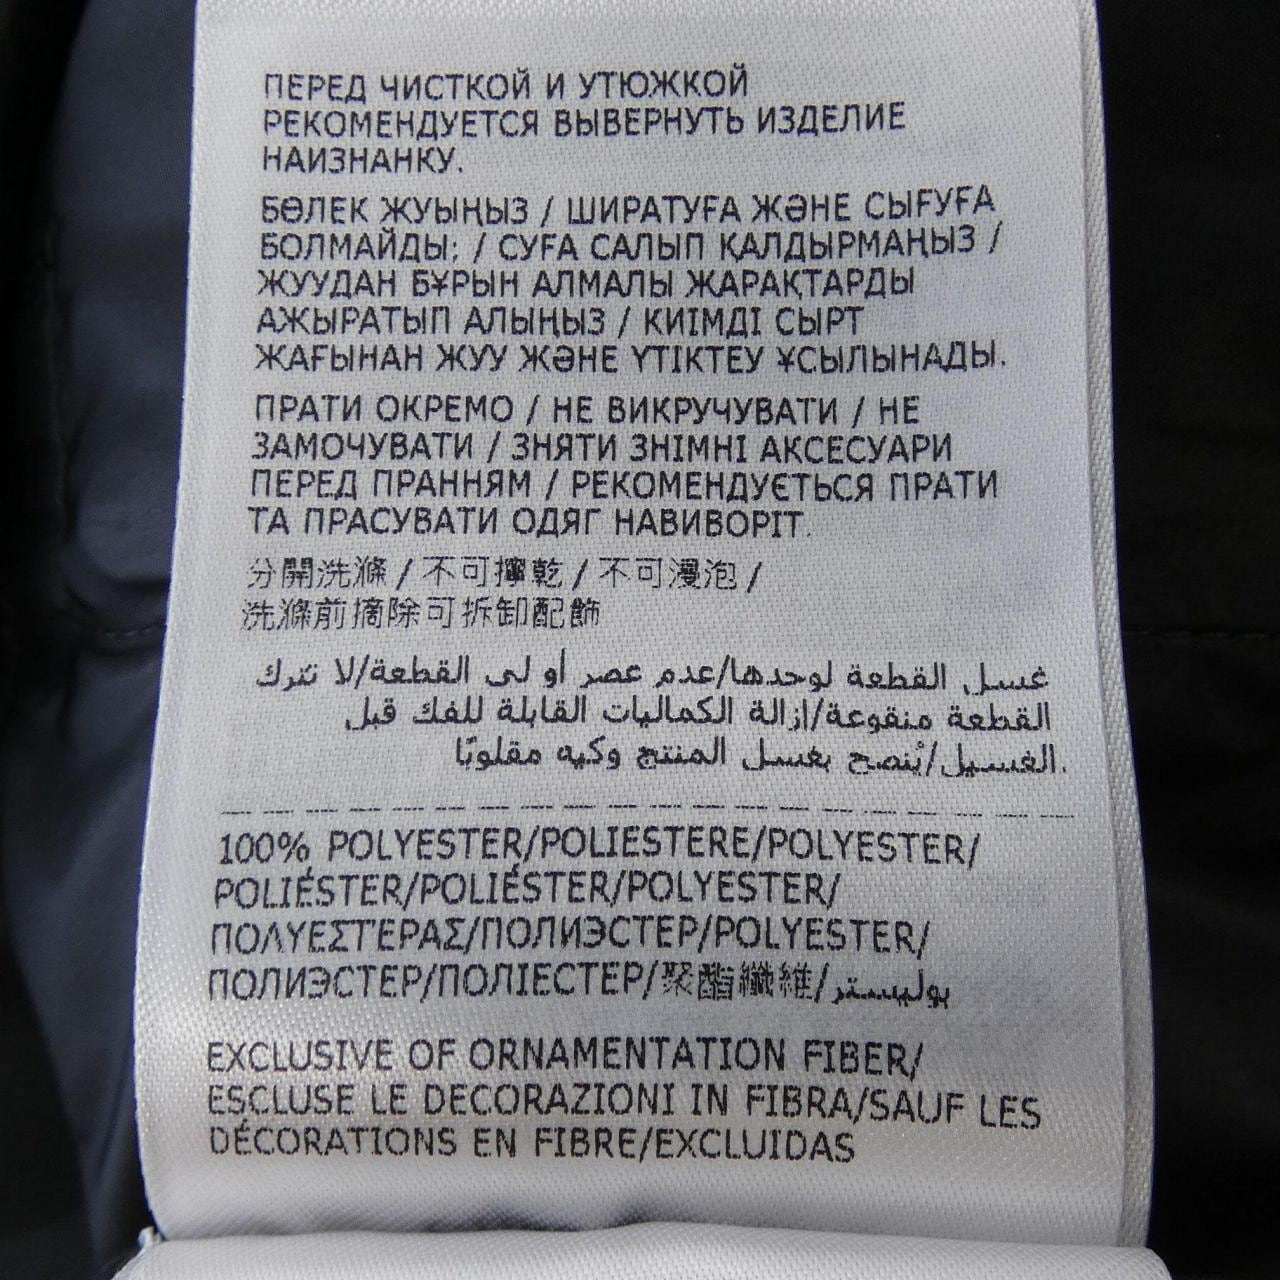 ПЕРЕД ЧИСТКОЙ И УТЮЖКОЙ
РЕКОМЕНДУЕТСЯ ВЫВЕРНУТЬ ИЗДЕЛИЕ
НАИЗНАНКУ.
БӨЛЕК ЖУЫҢЫЗ / ШИРАТУҒА ЖӘНЕ СЫҒУҒА
БОЛМАЙДЫ; / СУҒА САЛЫП ҚАЛДЫРМАҢЫЗ /
ЖУУДАН БҰРЫН АЛМАЛЫ ЖАРАҚТАРДЫ
АЖЫРАТЫП АЛЫҢЫЗ / КИІМДІ СЫРТ
ЖАҒЫНАН ЖУУ ЖӘНЕ ҮТІКТЕУ ҰСЫЛЫНАДЫ.
ПРАТИ ОКРЕМО / НЕ ВИКРУЧУВАТИ / НЕ
ЗАМОЧУВАТИ / ЗНЯТИ ЗНІМНІ АКСЕСУАРИ
ПЕРЕД ПРАННЯМ / РЕКОМЕНДУЄТЬСЯ ПРАТИ
ТА ПРАСУВАТИ ОДЯГ НАВИВОРІТ.
分開洗滌 / 不可擰乾 / 不可漫泡 /
洗滌前摘除可拆卸配飾
غسل القطعة لوحدها/عدم عصر أو لى القطعة/لا تترك
القطعة منقوعة/إزالة الكماليات القابلة للفك قبل
الغسيل/يُنصح بغسل المنتج وكيه مقلوبًا.
100% POLYESTER/POLIESTERE/POLYESTER/
POLIÉSTER/POLIÉSTER/POLYESTER/
ΠΟΛΥΕΣΤΈΡΑΣ/ПОЛИЭСТЕР/POLYESTER/
ПОЛИЭСТЕР/ПОЛІЕСТЕР/聚酯纖維/بوليستر
EXCLUSIVE OF ORNAMENTATION FIBER/
ESCLUSE LE DECORAZIONI IN FIBRA/SAUF LES
DÉCORATIONS EN FIBRE/EXCLUIDAS